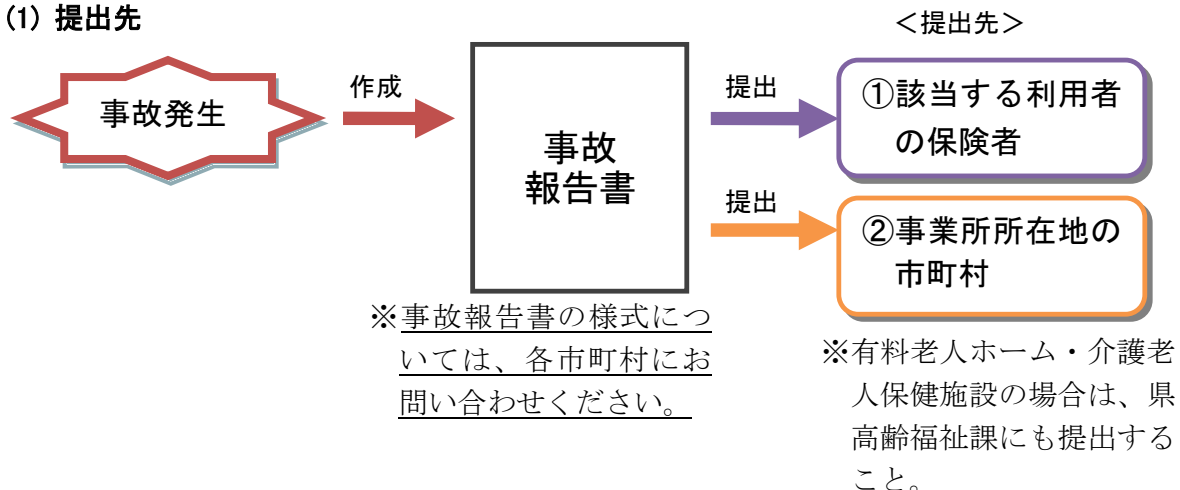 (1) 提出先
＜提出先＞
事故発生
作成
事故
報告書
提出
①該当する利用者
の保険者
提出
②事業所所在地の
市町村
※事故報告書の様式につ
いては、各市町村にお
問い合わせください。
※有料老人ホーム・介護老
人保健施設の場合は、県
高齢福祉課にも提出する
こと。